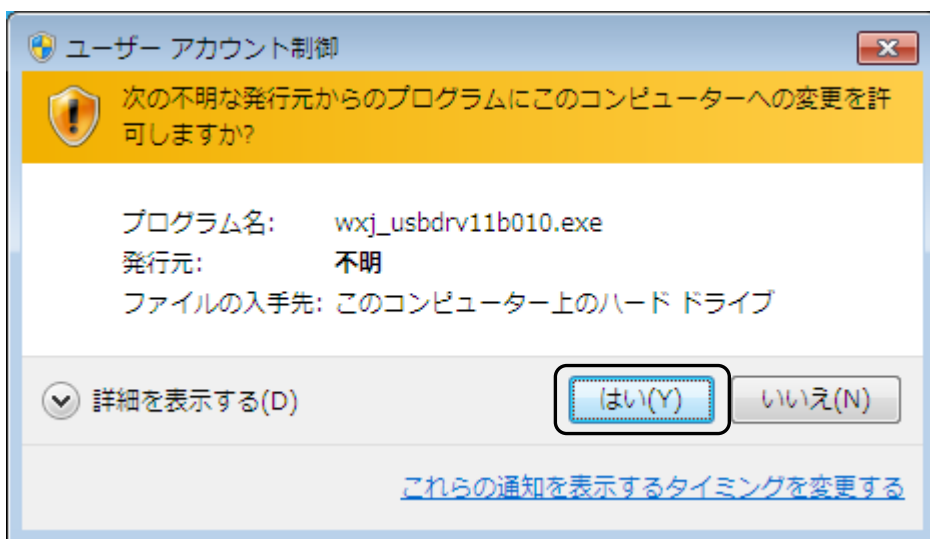 ユーザー アカウント制御
次の不明な発行元からのプログラムにこのコンピューターへの変更を許
可しますか?
プログラム名: wxj_usbdrv11b010.exe
発行元: 不明
ファイルの入手先: このコンピューター上のハード ドライブ
詳細を表示する(D) はい(Y) いいえ(N)
これらの通知を表示するタイミングを変更する